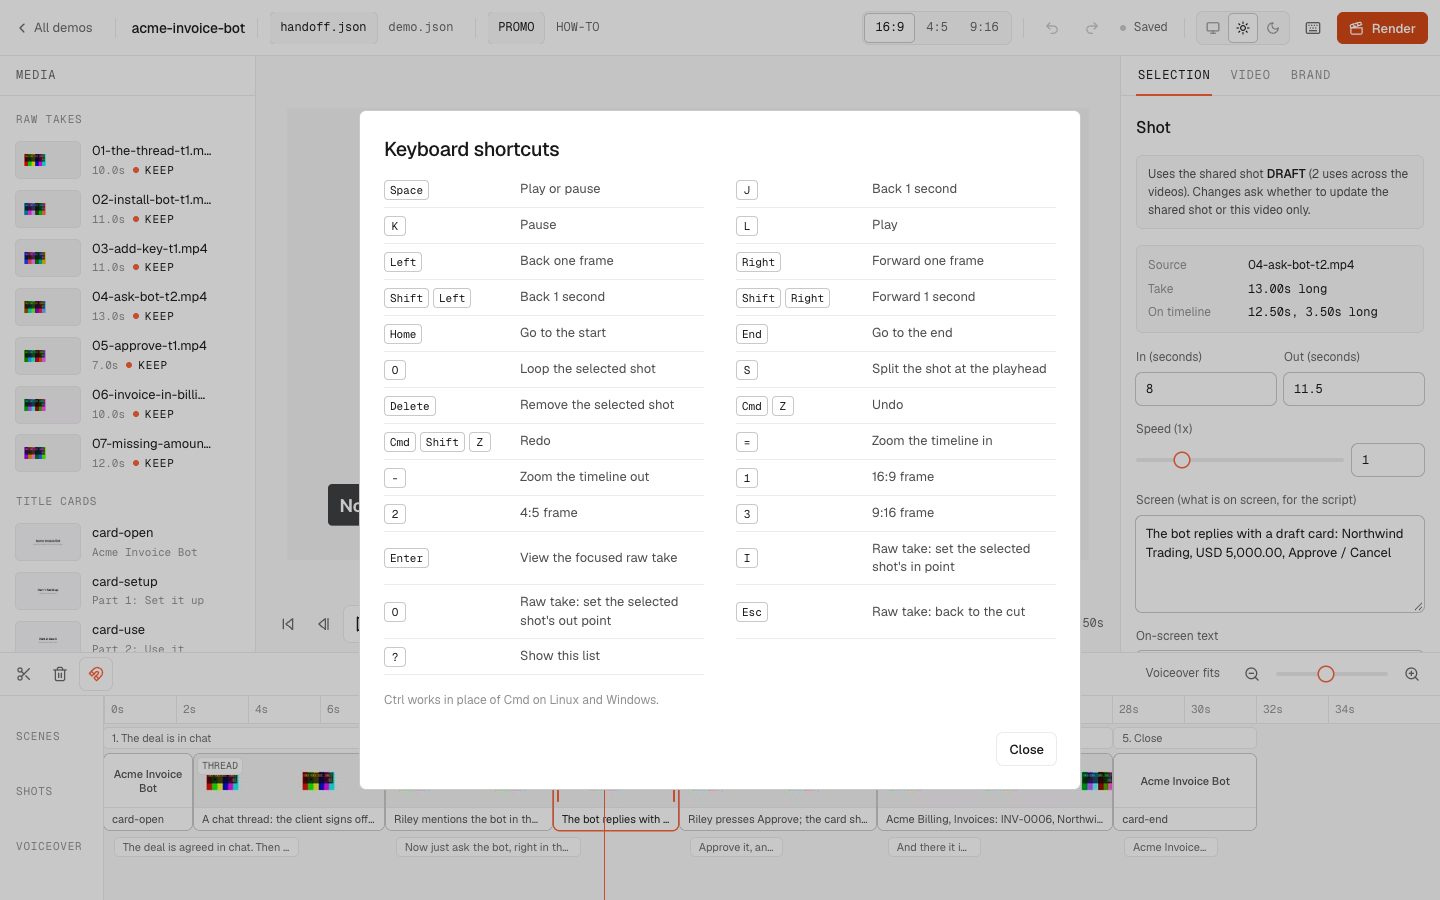 All demos
acme-invoice-bot
handoff.json
demo.json
PROMO
HOW-TO
16:9
4:5
9:16
Saved
Render
MEDIA
RAW TAKES
01-the-thread-t1.m…
10.0s KEEP
02-install-bot-t1.m…
11.0s KEEP
03-add-key-t1.mp4
11.0s KEEP
04-ask-bot-t2.mp4
13.0s KEEP
05-approve-t1.mp4
7.0s KEEP
06-invoice-in-billi…
10.0s KEEP
07-missing-amoun…
12.0s KEEP
TITLE CARDS
card-open
Acme Invoice Bot
card-setup
Part 1: Set it up
card-use
Part 2: Use it
Keyboard shortcuts
Space Play or pause
J Back 1 second
K Pause
L Play
Left Back one frame
Right Forward one frame
Shift Left Back 1 second
Shift Right Forward 1 second
Home Go to the start
End Go to the end
O Loop the selected shot
S Split the shot at the playhead
Delete Remove the selected shot
Cmd Z Undo
Cmd Shift Z Redo
= Zoom the timeline in
- Zoom the timeline out
1 16:9 frame
2 4:5 frame
3 9:16 frame
Enter View the focused raw take
I Raw take: set the selected
shot's in point
O Raw take: set the selected
shot's out point
Esc Raw take: back to the cut
? Show this list
Ctrl works in place of Cmd on Linux and Windows.
Close
SELECTION
VIDEO
BRAND
Shot
Uses the shared shot DRAFT (2 uses across the
videos). Changes ask whether to update the
shared shot or this video only.
Source 04-ask-bot-t2.mp4
Take 13.00s long
On timeline 12.50s, 3.50s long
In (seconds)
Out (seconds)
8
11.5
Speed (1x)
1
Screen (what is on screen, for the script)
The bot replies with a draft card: Northwind
Trading, USD 5,000.00, Approve / Cancel
On-screen text
50s
Voiceover fits
0s
2s
4s
6s
28s
30s
32s
34s
SCENES
1. The deal is in chat
5. Close
SHOTS
Acme Invoice
Bot
card-open
THREAD
A chat thread: the client signs off…
Riley mentions the bot in th…
The bot replies with …
Riley presses Approve; the card sh…
Acme Billing, Invoices: INV-0006, Northwi…
Acme Invoice Bot
card-end
VOICEOVER
The deal is agreed in chat. Then …
Now just ask the bot, right in th…
Approve it, an…
And there it i…
Acme Invoice…